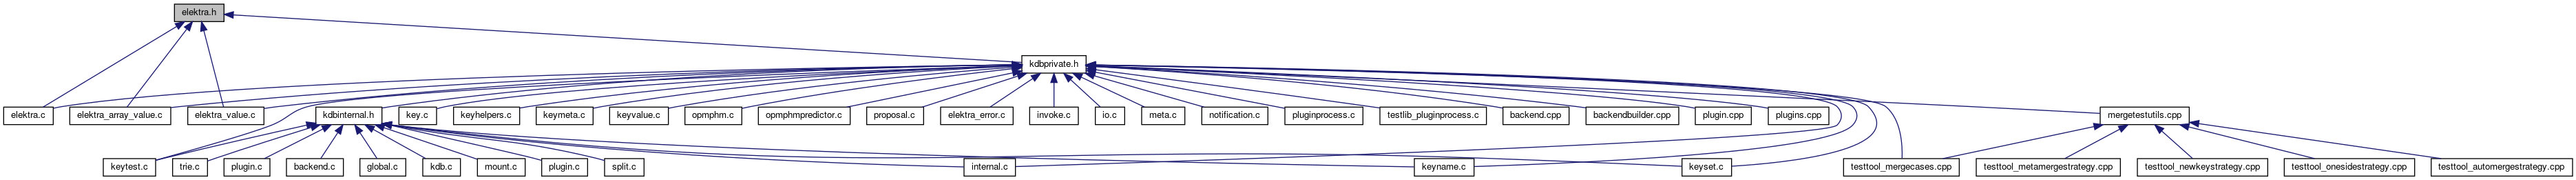 elektra.h
kdbprivate.h
elektra.c
elektra_array_value.c
elektra_value.c
kdbinternal.h
key.c
keyhelpers.c
keymeta.c
keyvalue.c
opmphm.c
opmphmpredictor.c
proposal.c
elektra_error.c
invoke.c
io.c
meta.c
notification.c
pluginprocess.c
testlib_pluginprocess.c
backend.cpp
backendbuilder.cpp
plugin.cpp
plugins.cpp
mergetestutils.cpp
keytest.c
trie.c
plugin.c
backend.c
global.c
kdb.c
mount.c
plugin.c
split.c
internal.c
keyname.c
keyset.c
testtool_mergecases.cpp
testtool_metamergestrategy.cpp
testtool_newkeystrategy.cpp
testtool_onesidestrategy.cpp
testtool_automergestrategy.cpp